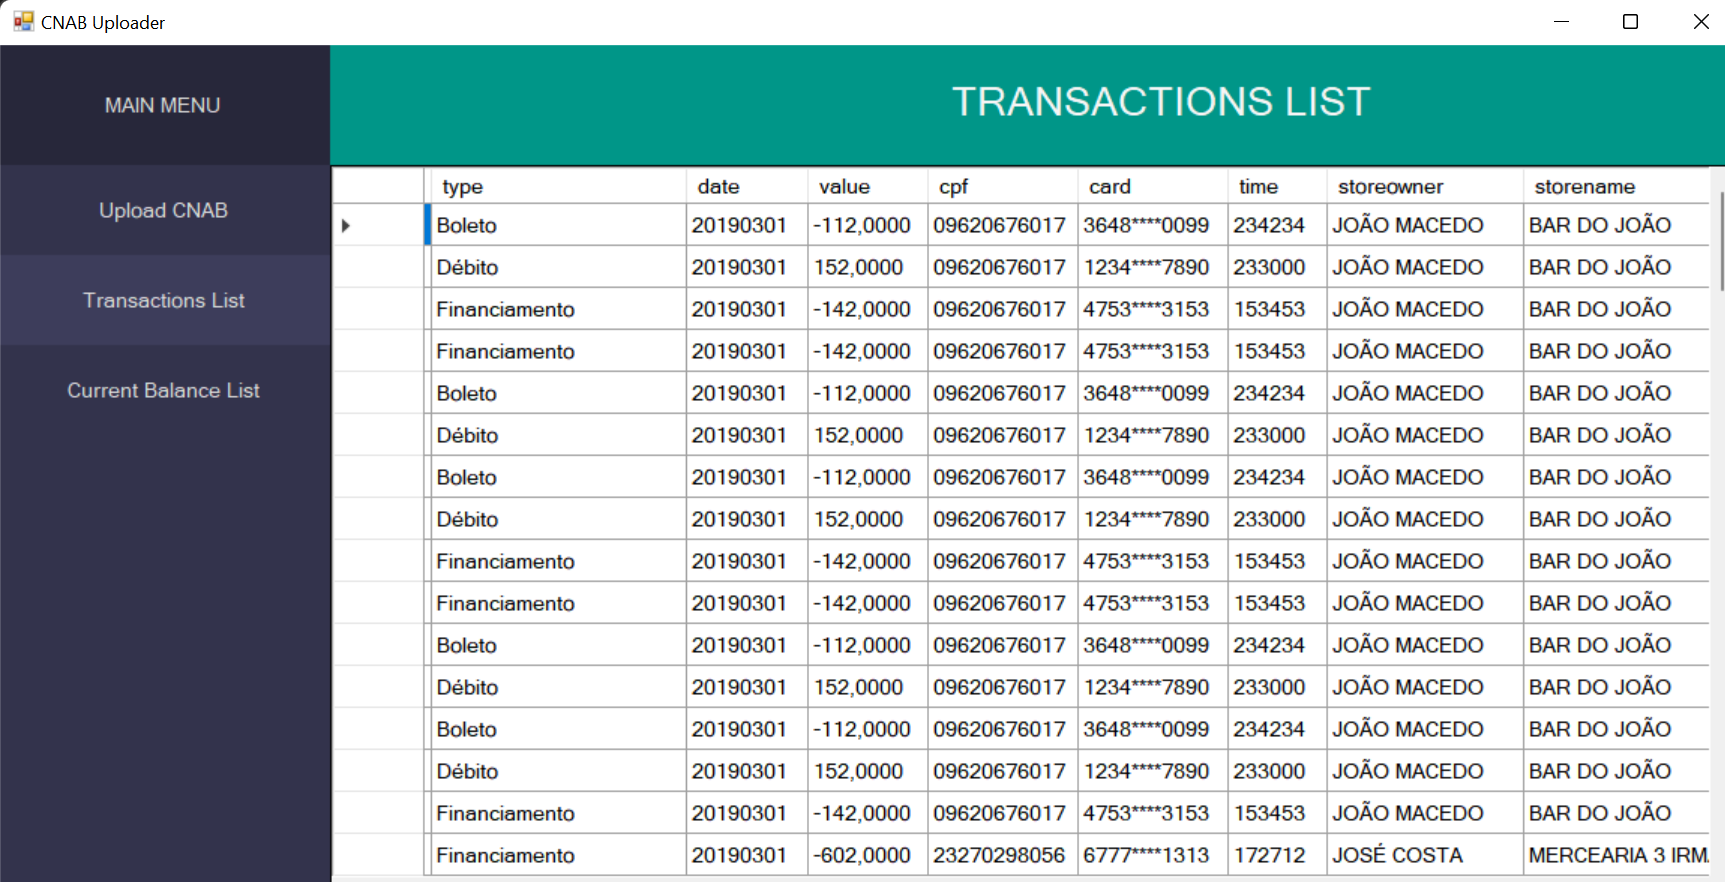 CNAB Uploader
MAIN MENU
Upload CNAB
Transactions List
Current Balance List
TRANSACTIONS LIST
type date value cpf card time storeowner storename
Boleto 20190301 -112,0000 09620676017 3648****0099 234234 JOÃO MACEDO BAR DO JOÃO
Débito 20190301 152,0000 09620676017 1234****7890 233000 JOÃO MACEDO BAR DO JOÃO
Financiamento 20190301 -142,0000 09620676017 4753****3153 153453 JOÃO MACEDO BAR DO JOÃO
Financiamento 20190301 -142,0000 09620676017 4753****3153 153453 JOÃO MACEDO BAR DO JOÃO
Boleto 20190301 -112,0000 09620676017 3648****0099 234234 JOÃO MACEDO BAR DO JOÃO
Débito 20190301 152,0000 09620676017 1234****7890 233000 JOÃO MACEDO BAR DO JOÃO
Boleto 20190301 -112,0000 09620676017 3648****0099 234234 JOÃO MACEDO BAR DO JOÃO
Débito 20190301 152,0000 09620676017 1234****7890 233000 JOÃO MACEDO BAR DO JOÃO
Financiamento 20190301 -142,0000 09620676017 4753****3153 153453 JOÃO MACEDO BAR DO JOÃO
Financiamento 20190301 -142,0000 09620676017 4753****3153 153453 JOÃO MACEDO BAR DO JOÃO
Boleto 20190301 -112,0000 09620676017 3648****0099 234234 JOÃO MACEDO BAR DO JOÃO
Débito 20190301 152,0000 09620676017 1234****7890 233000 JOÃO MACEDO BAR DO JOÃO
Boleto 20190301 -112,0000 09620676017 3648****0099 234234 JOÃO MACEDO BAR DO JOÃO
Débito 20190301 152,0000 09620676017 1234****7890 233000 JOÃO MACEDO BAR DO JOÃO
Financiamento 20190301 -142,0000 09620676017 4753****3153 153453 JOÃO MACEDO BAR DO JOÃO
Financiamento 20190301 -602,0000 23270298056 6777****1313 172712 JOSÉ COSTA MERCEARIA 3 IRM